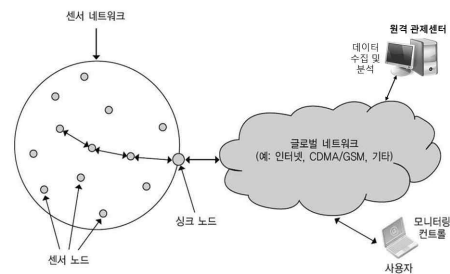 센서 네트워크
원격 관제센터
데이터
수집 및
분석
글로벌 네트워크
(예: 인터넷, CDMA/GSM, 기타)
싱크 노드
모니터링
컨트롤
센서 노드
사용자